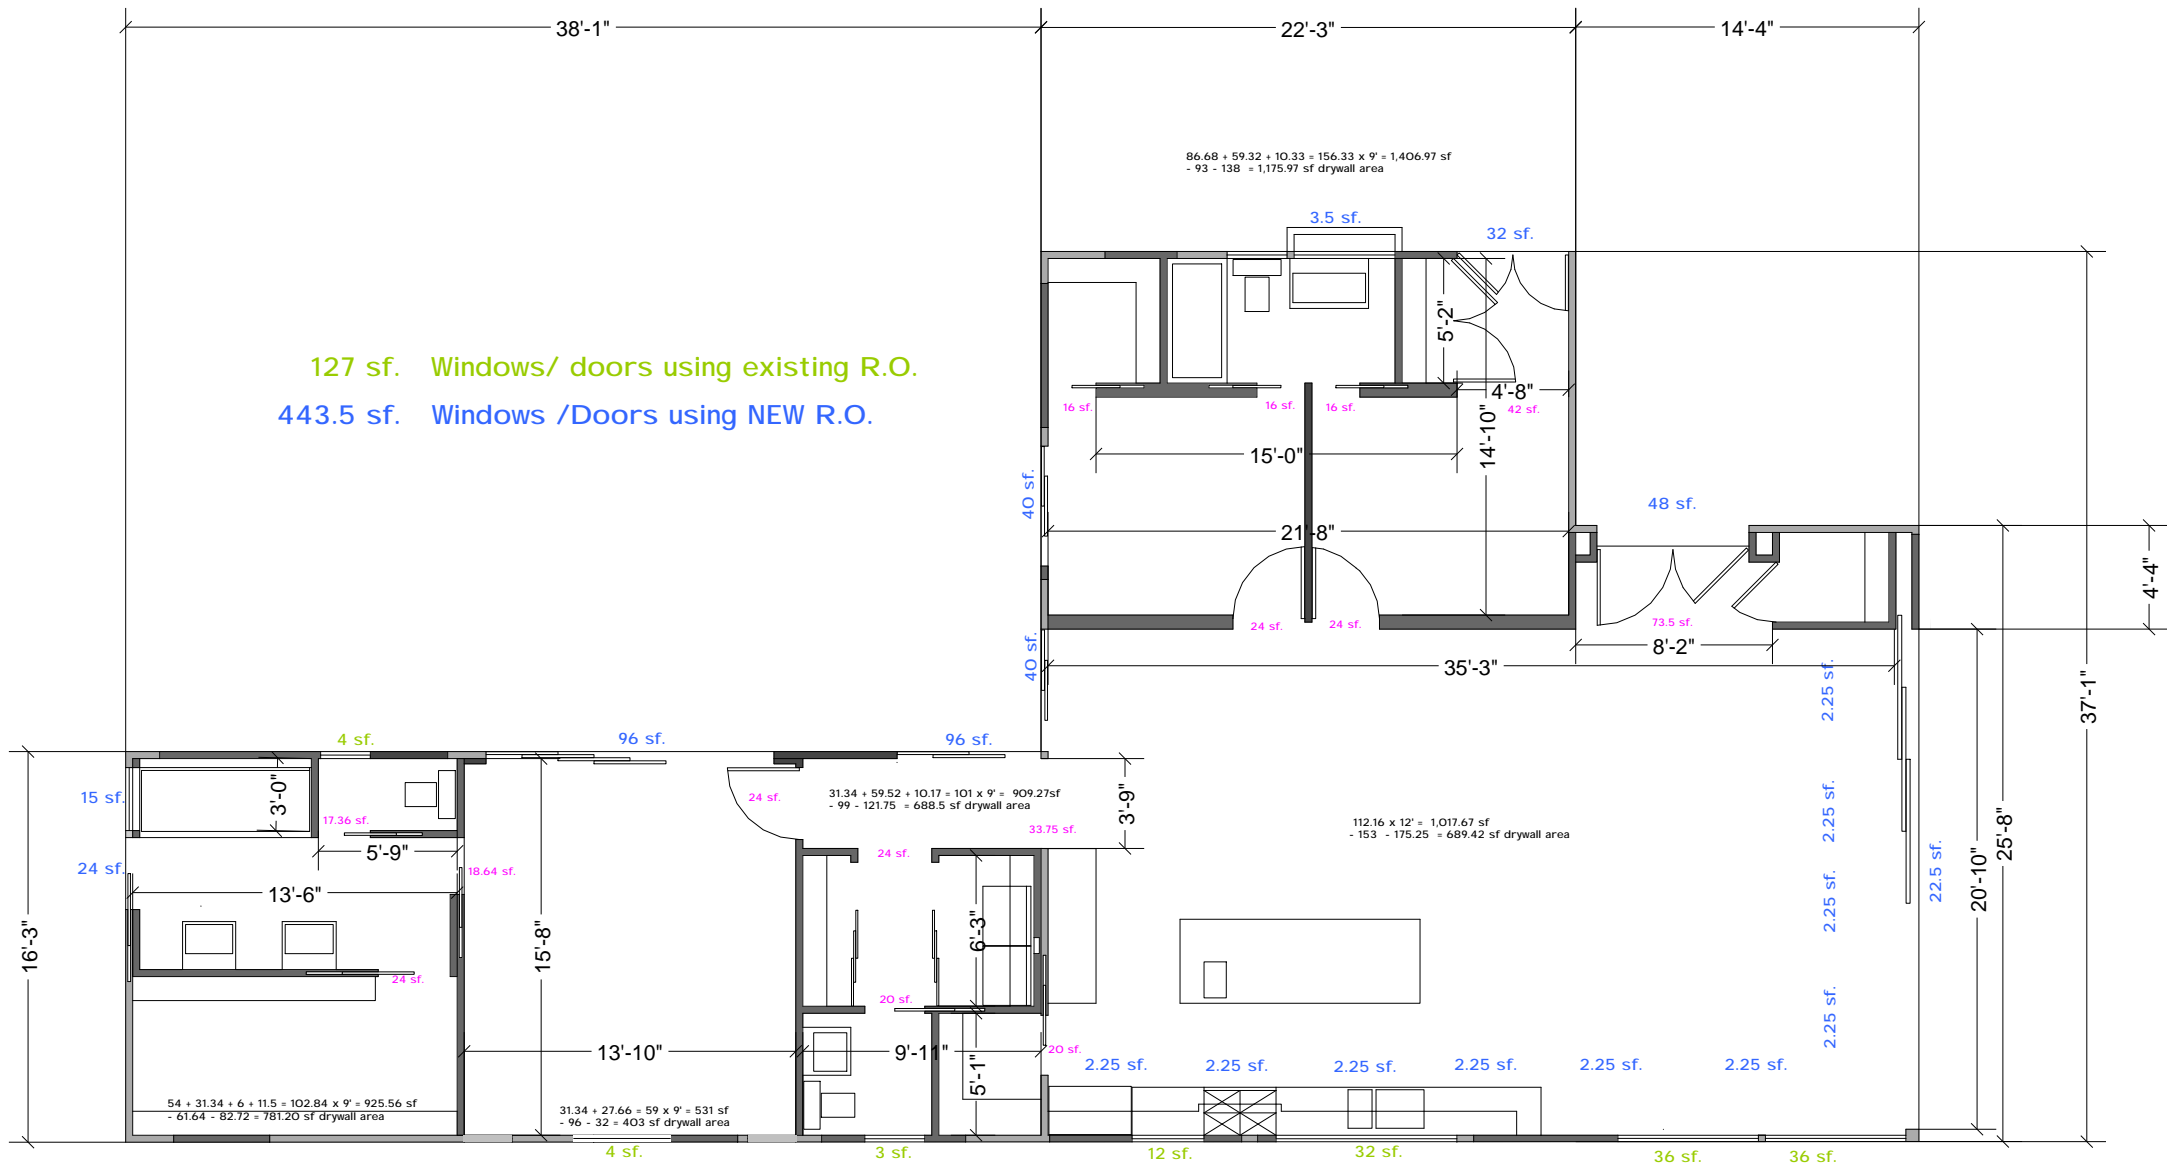 38'-1"
22'-3"
14'-4"
86.68 + 59.32 + 10.33 = 156.33 x 9' = 1,406.97 sf
- 93 - 138 = 1,175.97 sf drywall area
3.5 sf.
32 sf.
127 sf. Windows/ doors using existing R.O.
443.5 sf. Windows /Doors using NEW R.O.
5'-2"
4'-8"
16 sf.
16 sf.
16 sf.
42 sf.
14'-10"
15'-0"
40 sf.
48 sf.
21'-8"
4'-4"
24 sf.
24 sf.
73.5 sf.
8'-2"
40 sf.
35'-3"
2.25 sf.
37'-1"
4 sf.
96 sf.
96 sf.
15 sf.
3'-0"
24 sf.
31.34 + 59.52 + 10.17 = 101 x 9' = 909.27sf
- 99 - 121.75 = 688.5 sf drywall area
3'-9"
2.25 sf.
17.36 sf.
33.75 sf.
112.16 x 12' = 1,017.67 sf
- 153 - 175.25 = 689.42 sf drywall area
25'-8"
5'-9"
24 sf.
24 sf.
18.64 sf.
22.5 sf.
20'-10"
13'-6"
2.25 sf.
16'-3"
15'-8"
6'-3"
24 sf.
20 sf.
2.25 sf.
13'-10"
9'-11"
20 sf.
5'-1"
2.25 sf.
2.25 sf.
2.25 sf.
2.25 sf.
2.25 sf.
2.25 sf.
54 + 31.34 + 6 + 11.5 = 102.84 x 9' = 925.56 sf
- 61.64 - 82.72 = 781.20 sf drywall area
31.34 + 27.66 = 59 x 9' = 531 sf
- 96 - 32 = 403 sf drywall area
4 sf.
3 sf.
12 sf.
32 sf.
36 sf.
36 sf.